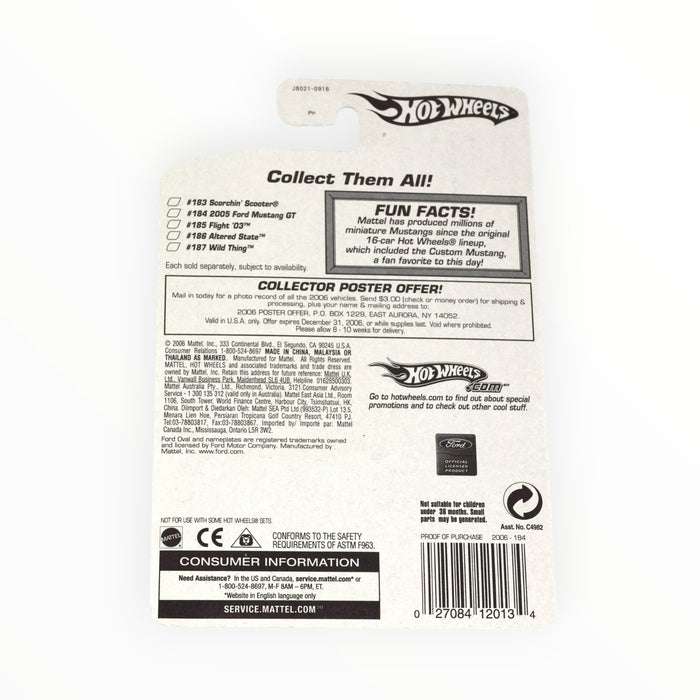 J8021-0916
PP
HOT WHEELS
Collect Them All!
#183 Scorchin' Scooter®
#184 2005 Ford Mustang GT
#185 Flight '03™
#186 Altered State™
#187 Wild Thing™
Each sold separately, subject to availability.
FUN FACTS!
Mattel has produced millions of
miniature Mustangs since the original
16-car Hot Wheels® lineup,
which included the Custom Mustang,
a fan favorite to this day!
COLLECTOR POSTER OFFER!
Mail in today for a photo record of all the 2006 vehicles. Send $3.00 (check or money order) for shipping &
processing, plus your name & mailing address to:
2006 POSTER OFFER, P.O. BOX 1229, EAST AURORA, NY 14052.
Valid in U.S.A. only. Offer expires December 31, 2006, or while supplies last. Void where prohibited.
Please allow 8 - 10 weeks for delivery.
© 2006 Mattel, Inc., 333 Continental Blvd., El Segundo, CA 90245 U.S.A.
Consumer Relations 1-800-524-8697 MADE IN CHINA, MALAYSIA OR
THAILAND AS MARKED. Manufactured for Mattel. All Rights Reserved.
MATTEL, HOT WHEELS and associated trademarks and trade dress are
owned by Mattel, Inc. Retain this address for future reference: Mattel U.K.
Ltd., Vanwall Business Park, Maidenhead SL6 4UB. Helpline 01628500303.
Mattel Australia Pty., Ltd., Richmond, Victoria. 3121.Consumer Advisory
Service - 1 300 135 312 (valid only in Australia). Mattel East Asia Ltd., Room
1106, South Tower, World Finance Centre, Harbour City, Tsimshatsui, HK,
China. Diimport & Diedarkan Oleh: Mattel SEA Ptd Ltd.(993532-P) Lot 13.5,
Menara Lien Hoe, Persiaran Tropicana Golf Country Resort, 47410 PJ.
Tel:03-78803817, Fax:03-78803867. Importado/Importé par: Mattel
Canada Inc., Mississauga, Ontario L5R 3W2.
Ford Oval and nameplates are registered trademarks owned
and licensed by Ford Motor Company. Manufactured by
Mattel, Inc. www.ford.com.
HOT WHEELS
.COM
Go to hotwheels.com to find out about special
promotions and to check out other cool stuff.
Ford
OFFICIAL
LICENSED
PRODUCT
Not suitable for children
under 36 months. Small
parts may be generated.
Asst. No. C4982
NOT FOR USE WITH SOME HOT WHEELS® SETS.
MATTEL
CE
CONFORMS TO THE SAFETY
REQUIREMENTS OF ASTM F963.
CONSUMER INFORMATION
Need Assistance? In the US and Canada, service.mattel.com* or
1-800-524-8697, M-F 8AM – 6PM, ET.
*Website in English language only
SERVICE.MATTEL.COM™
PROOF OF PURCHASE 2006 - 184
0 27084 12013 4